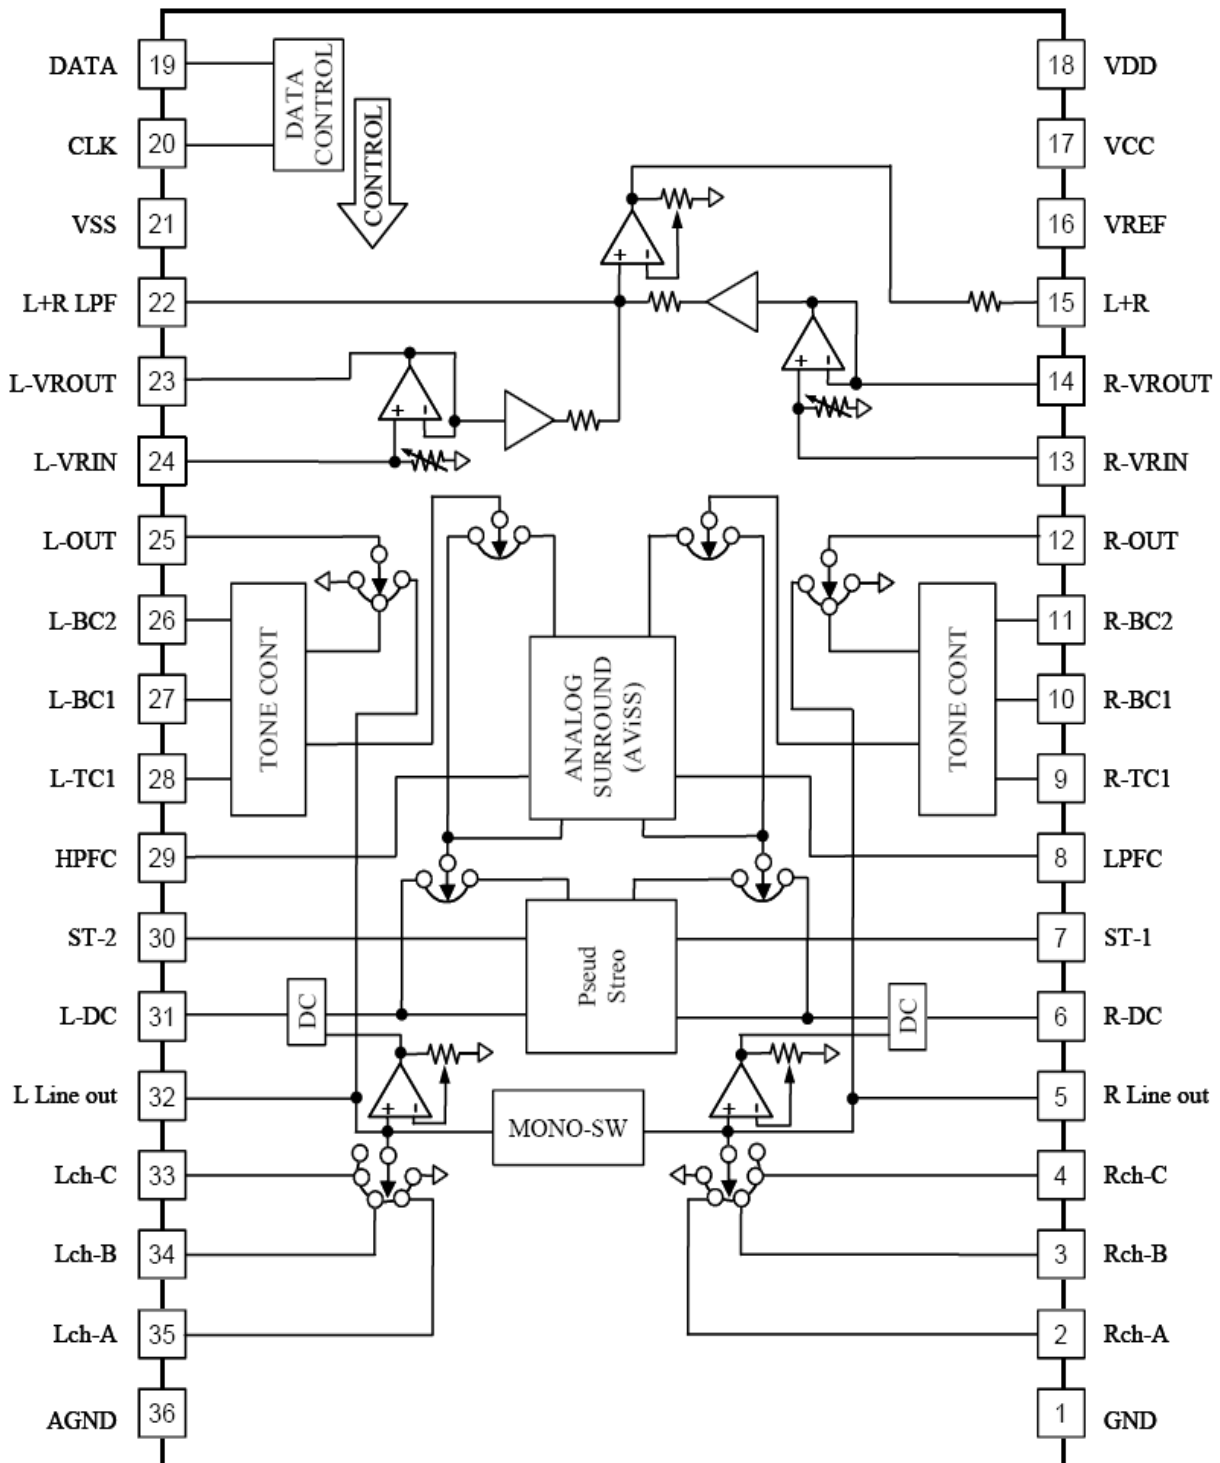 DATA 19
DATA CONTROL
18 VDD
CLK 20
CONTROL
17 VCC
VSS 21
16 VREF
+ -
L+R LPF 22
15 L+R
L-VROUT 23
+ -
14 R-VROUT
+ -
L-VRIN 24
13 R-VRIN
L-OUT 25
12 R-OUT
L-BC2 26
11 R-BC2
L-BC1 27
TONE CONT
ANALOG
SURROUND
(AViSS)
TONE CONT
10 R-BC1
L-TC1 28
9 R-TC1
HPFC 29
8 LPFC
ST-2 30
Pseud
Streo
7 ST-1
L-DC 31
DC
DC
6 R-DC
L Line out 32
+ -
+ -
5 R Line out
MONO-SW
Lch-C 33
4 Rch-C
Lch-B 34
3 Rch-B
Lch-A 35
2 Rch-A
AGND 36
1 GND